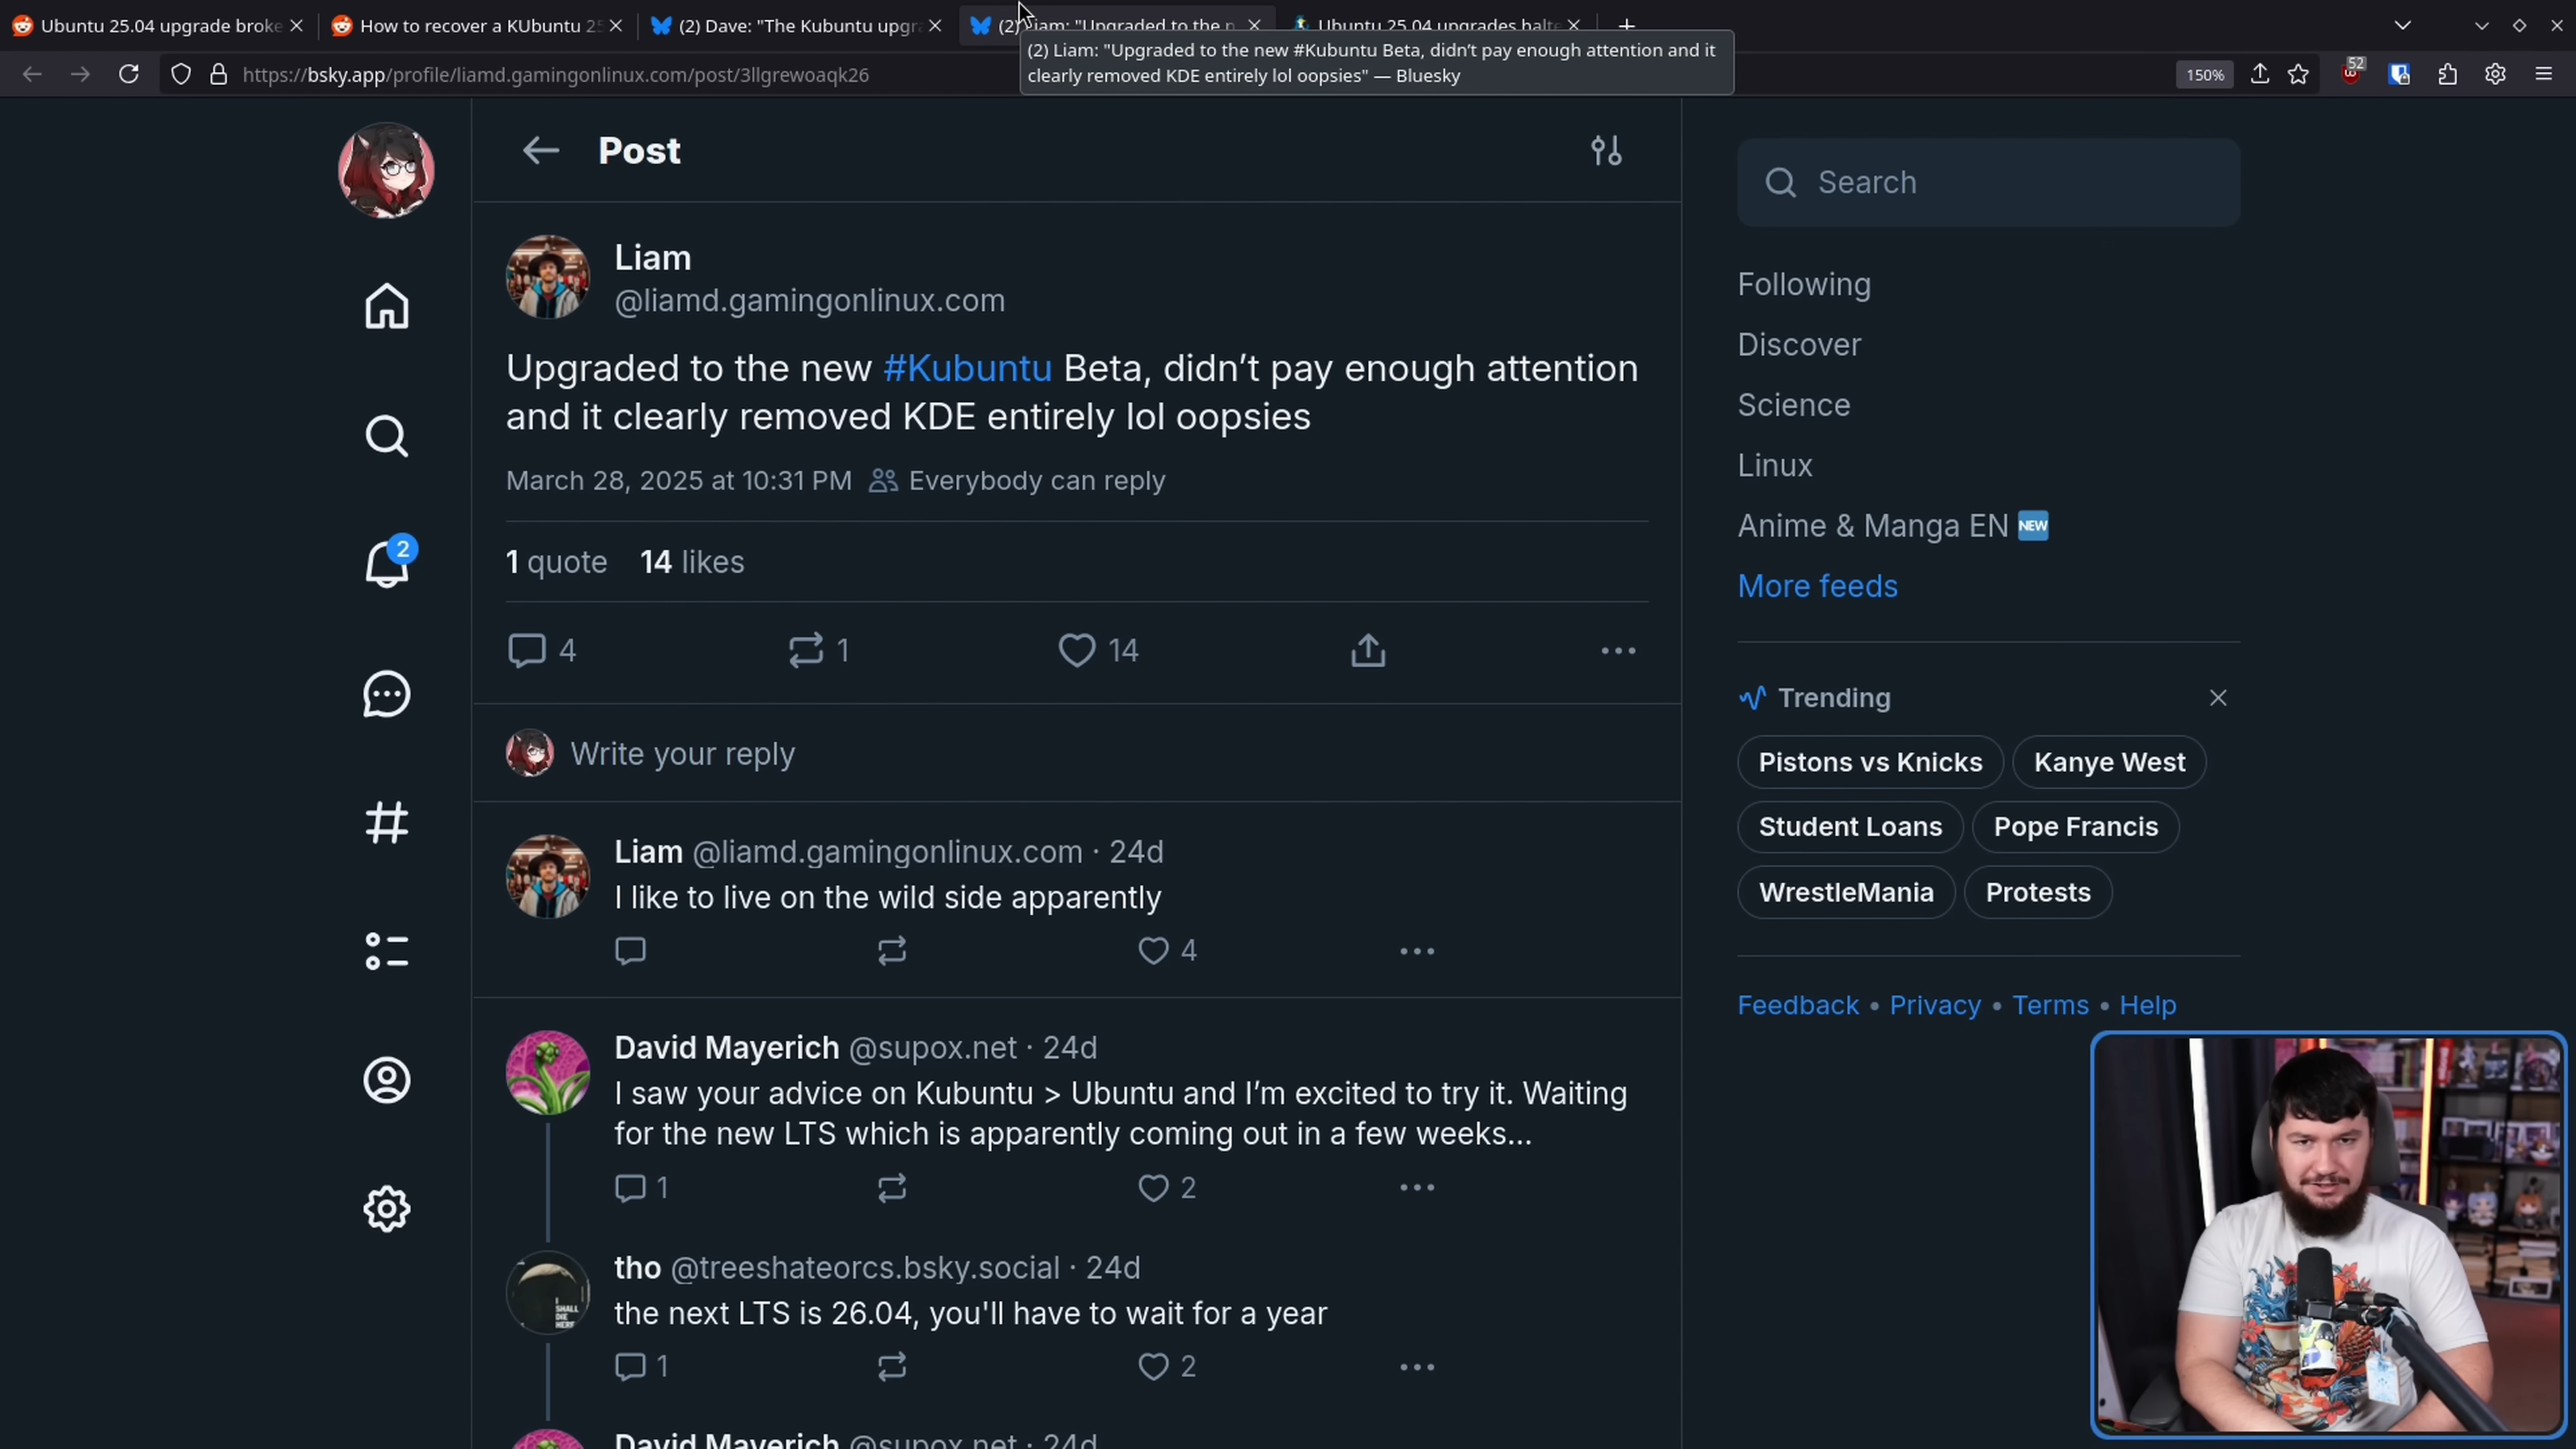 Ubuntu 25.04 upgrade broke
How to recover a KUbuntu 25
(2) Dave: "The Kubuntu upgr
(2) Liam: "Upgraded to the n
Ubuntu 25.04 upgrades halte
(2) Liam: "Upgraded to the new #Kubuntu Beta, didn’t pay enough attention and it
clearly removed KDE entirely lol oopsies" — Bluesky
https://bsky.app/profile/liamd.gamingonlinux.com/post/3llgrewoaqk26
150%
52
Post
Search
Liam
@liamd.gamingonlinux.com
Upgraded to the new #Kubuntu Beta, didn’t pay enough attention
and it clearly removed KDE entirely lol oopsies
March 28, 2025 at 10:31 PM Everybody can reply
1 quote 14 likes
4 1 14
Write your reply
Liam @liamd.gamingonlinux.com · 24d
I like to live on the wild side apparently
4
David Mayerich @supox.net · 24d
I saw your advice on Kubuntu > Ubuntu and I’m excited to try it. Waiting
for the new LTS which is apparently coming out in a few weeks...
1 2
tho @treeshateorcs.bsky.social · 24d
the next LTS is 26.04, you'll have to wait for a year
1 2
David Mayerich @supox.net · 24d
2
Following
Discover
Science
Linux
Anime & Manga EN NEW
More feeds
Trending
Pistons vs Knicks
Kanye West
Student Loans
Pope Francis
WrestleMania
Protests
Feedback • Privacy • Terms • Help
I
SHALL
DIE
HERE